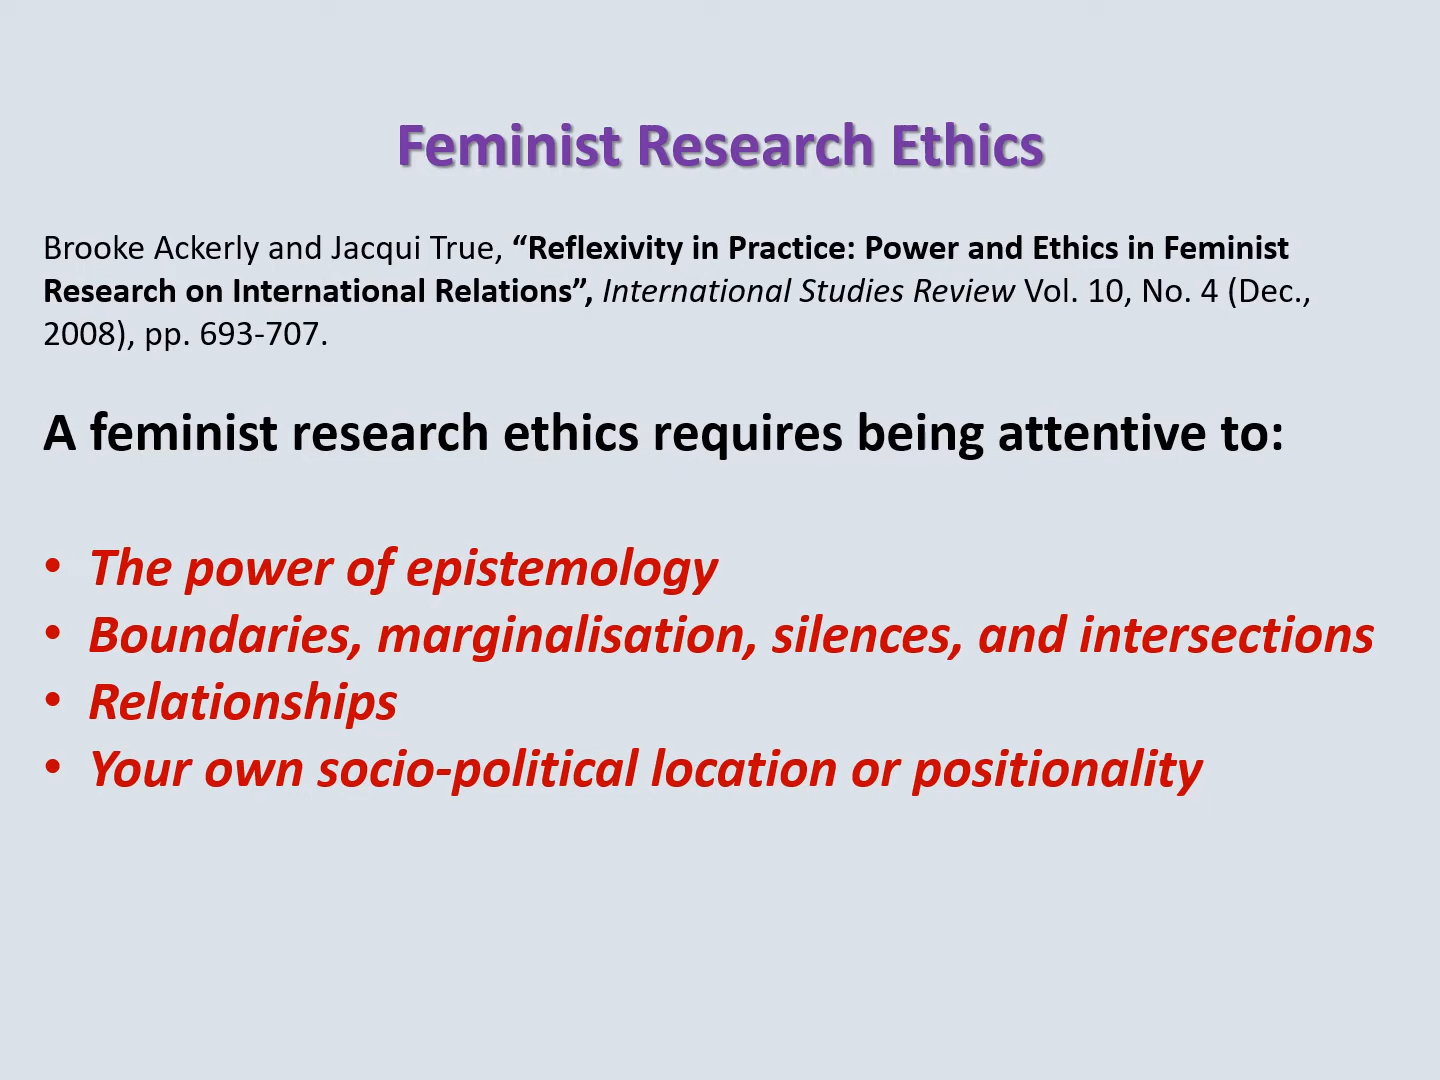 Feminist Research Ethics
Brooke Ackerly and Jacqui True, “Reflexivity in Practice: Power and Ethics in Feminist
Research on International Relations”, International Studies Review Vol. 10, No. 4 (Dec.,
2008), pp. 693-707.
A feminist research ethics requires being attentive to:
• The power of epistemology
• Boundaries, marginalisation, silences, and intersections
• Relationships
• Your own socio-political location or positionality